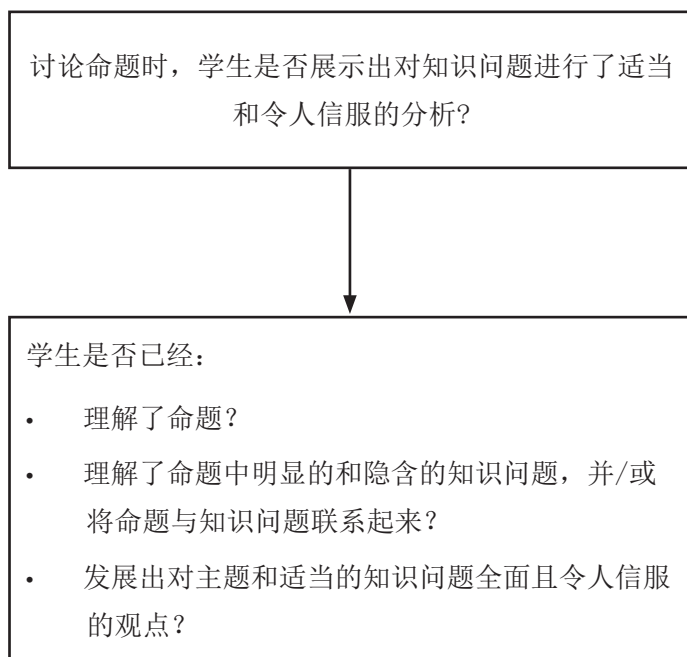 讨论命题时，学生是否展示出对知识问题进行了适当
和令人信服的分析?
学生是否已经：
• 理解了命题？
• 理解了命题中明显的和隐含的知识问题，并/或
将命题与知识问题联系起来？
• 发展出对主题和适当的知识问题全面且令人信服
的观点？